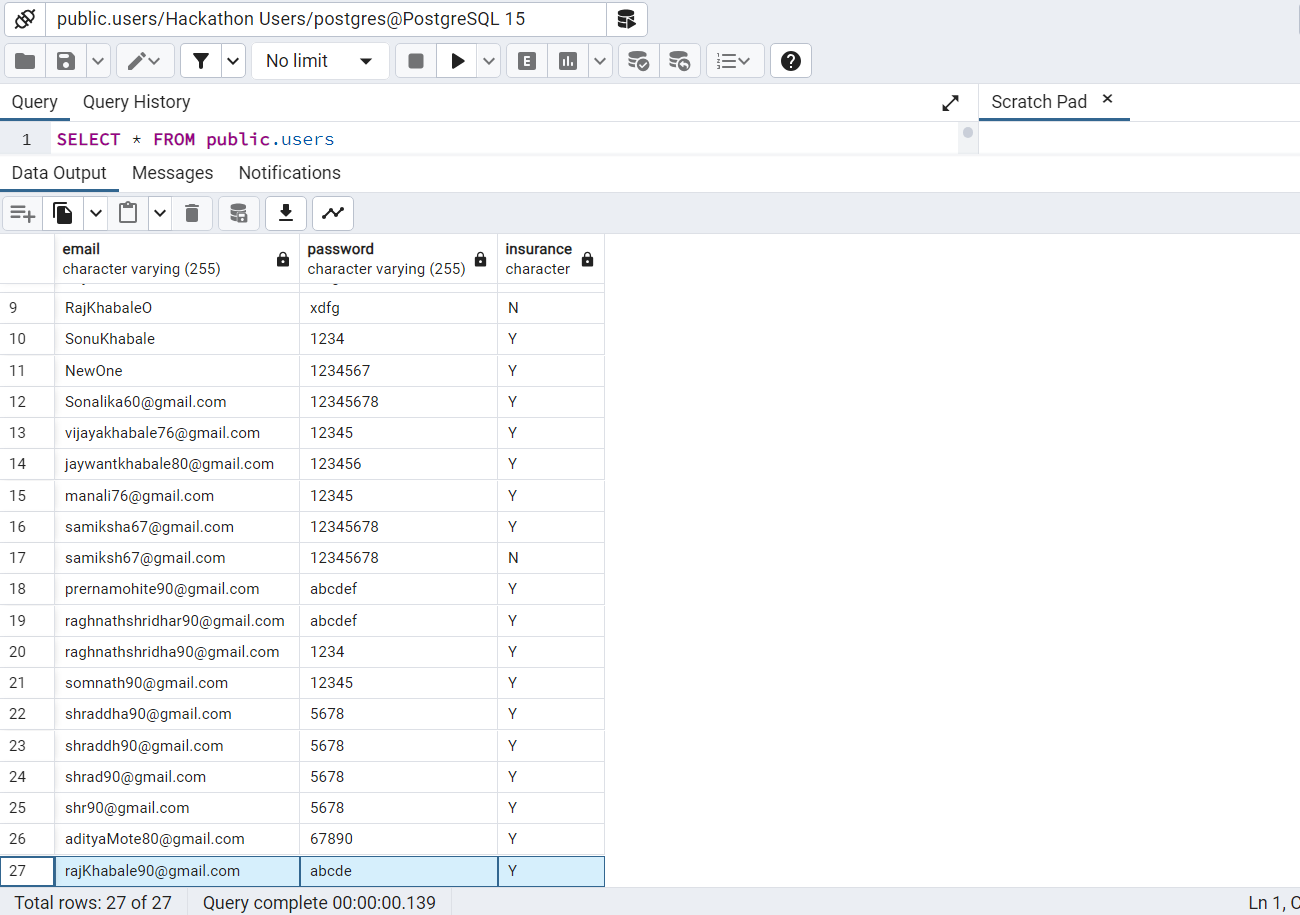 public.users/Hackathon Users/postgres@PostgreSQL 15
No limit
E
Query Query History Scratch Pad
1 SELECT * FROM public.users
Data Output Messages Notifications
email password insurance
character varying (255) character varying (255) character
9 RajKhabaleO xdfg N
10 SonuKhabale 1234 Y
11 NewOne 1234567 Y
12 Sonalika60@gmail.com 12345678 Y
13 vijayakhabale76@gmail.com 12345 Y
14 jaywantkhabale80@gmail.com 123456 Y
15 manali76@gmail.com 12345 Y
16 samiksha67@gmail.com 12345678 Y
17 samiksh67@gmail.com 12345678 N
18 prernamohite90@gmail.com abcdef Y
19 raghnathshridhar90@gmail.com abcdef Y
20 raghnathshridha90@gmail.com 1234 Y
21 somnath90@gmail.com 12345 Y
22 shraddha90@gmail.com 5678 Y
23 shraddh90@gmail.com 5678 Y
24 shrad90@gmail.com 5678 Y
25 shr90@gmail.com 5678 Y
26 adityaMote80@gmail.com 67890 Y
27 rajKhabale90@gmail.com abcde Y
Total rows: 27 of 27 Query complete 00:00:00.139 Ln 1,